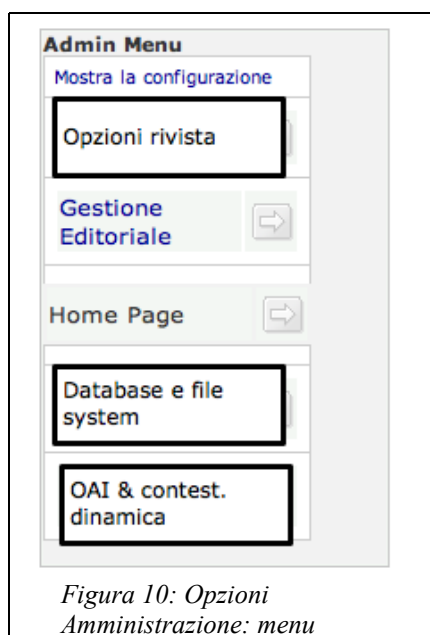 Admin Menu
Mostra la configurazione
Opzioni rivista
Gestione
Editoriale
Home Page
Database e file
system
OAI & contest.
dinamica
Figura 10: Opzioni
Amministrazione: menu